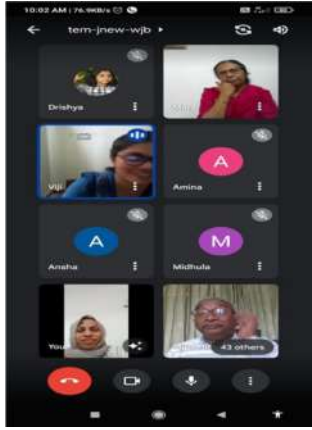 10:02 AM | 76.9KB/s
tem-jnew-wjb
Drishya
Viji
A
Amina
A
Ansha
M
Midhula
You
43 others